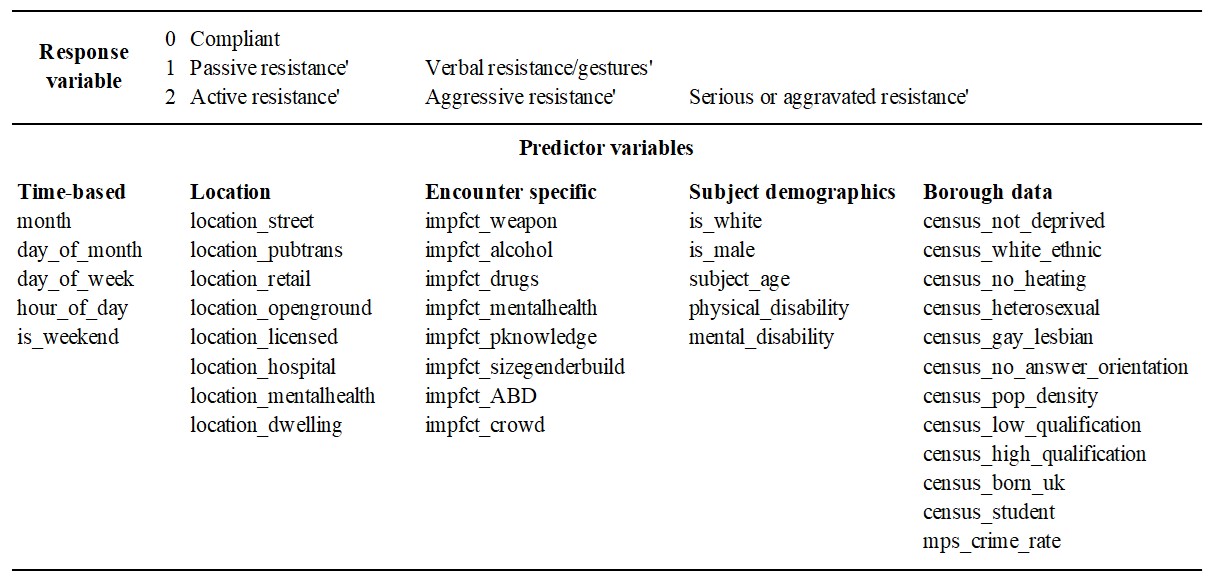 Response variable
0 Compliant
1 Passive resistance' Verbal resistance/gestures'
2 Active resistance' Aggressive resistance' Serious or aggravated resistance'
Predictor variables
Time-based Location Encounter specific Subject demographics Borough data
month location_street impfct_weapon is_white census_not_deprived
day_of_month location_pubtrans impfct_alcohol is_male census_white_ethnic
day_of_week location_retail impfct_drugs subject_age census_no_heating
hour_of_day location_openground impfct_mentalhealth physical_disability census_heterosexual
is_weekend location_licensed impfct_pknowledge mental_disability census_gay_lesbian
location_hospital impfct_sizegenderbuild census_no_answer_orientation
location_mentalhealth impfct_ABD census_pop_density
location_dwelling impfct_crowd census_low_qualification
census_high_qualification
census_born_uk
census_student
mps_crime_rate